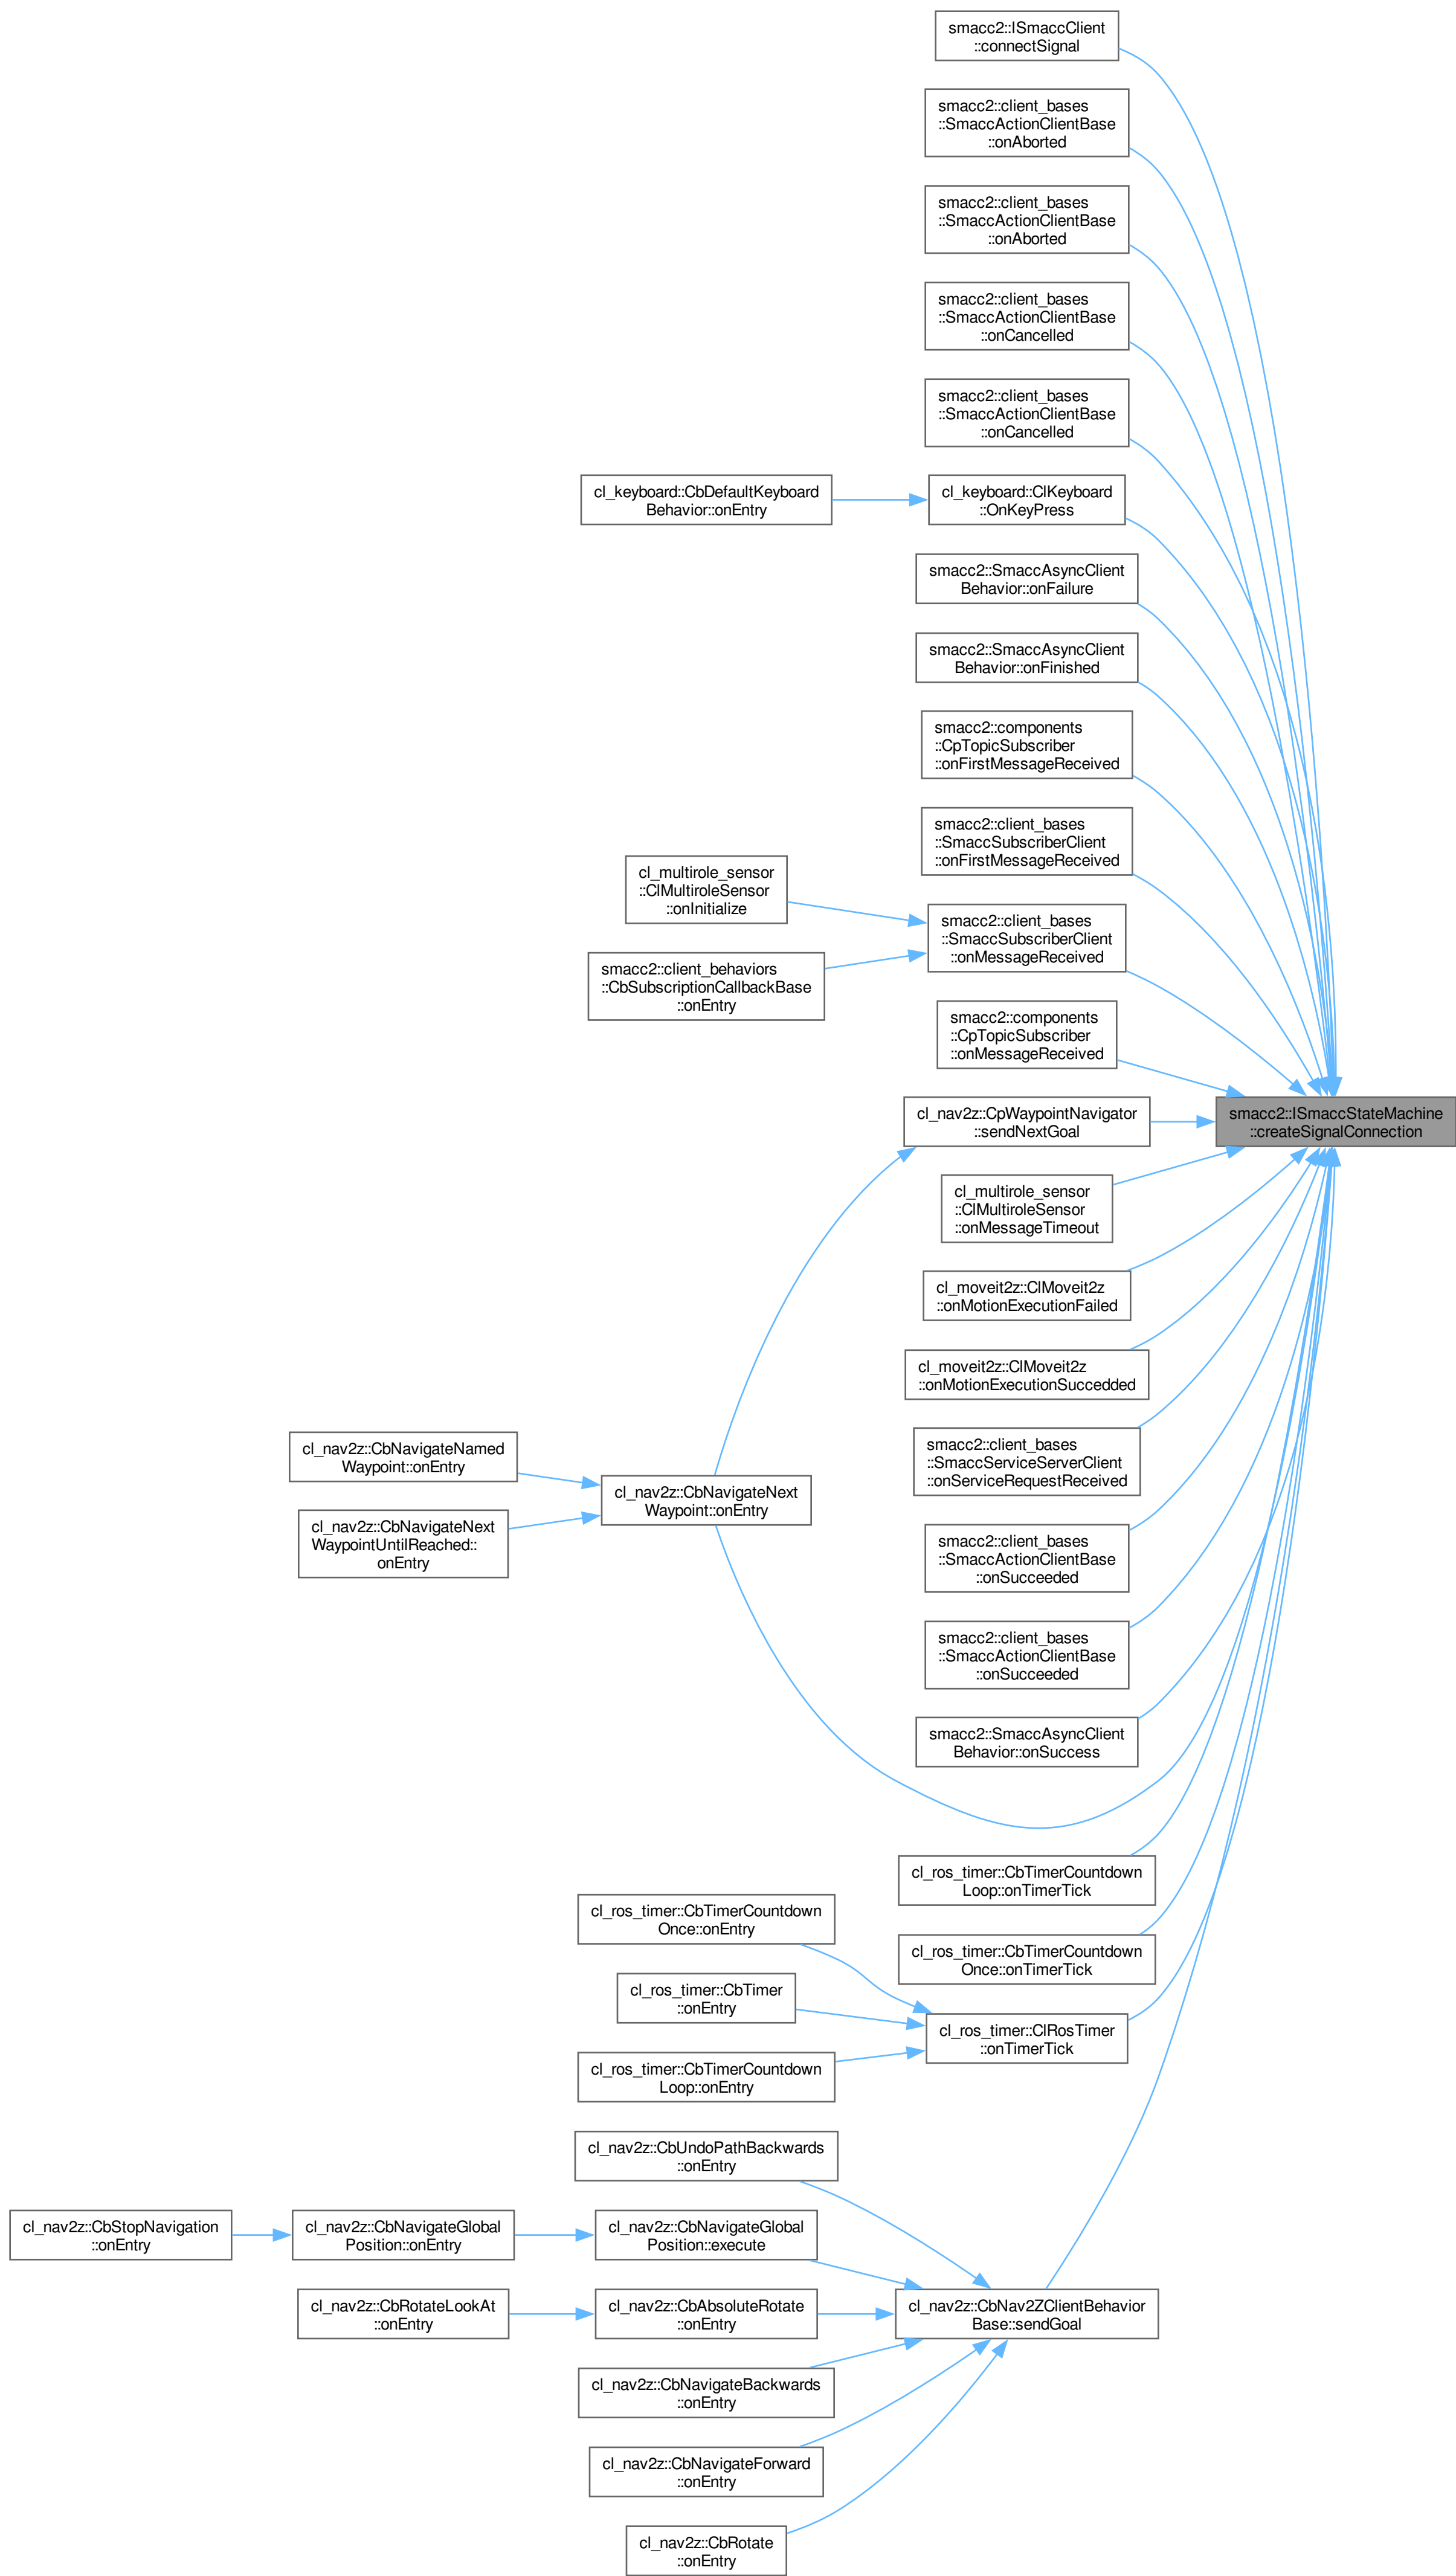 smacc2::ISmaccClient
::connectSignal
smacc2::client_bases
::SmaccActionClientBase
::onAborted
smacc2::client_bases
::SmaccActionClientBase
::onAborted
smacc2::client_bases
::SmaccActionClientBase
::onCancelled
smacc2::client_bases
::SmaccActionClientBase
::onCancelled
cl_keyboard::CbDefaultKeyboard
Behavior::onEntry
cl_keyboard::ClKeyboard
::OnKeyPress
smacc2::SmaccAsyncClient
Behavior::onFailure
smacc2::SmaccAsyncClient
Behavior::onFinished
smacc2::components
::CpTopicSubscriber
::onFirstMessageReceived
smacc2::client_bases
::SmaccSubscriberClient
::onFirstMessageReceived
cl_multirole_sensor
::ClMultiroleSensor
::onInitialize
smacc2::client_bases
::SmaccSubscriberClient
::onMessageReceived
smacc2::client_behaviors
::CbSubscriptionCallbackBase
::onEntry
smacc2::components
::CpTopicSubscriber
::onMessageReceived
cl_nav2z::CpWaypointNavigator
::sendNextGoal
smacc2::ISmaccStateMachine
::createSignalConnection
cl_multirole_sensor
::ClMultiroleSensor
::onMessageTimeout
cl_moveit2z::ClMoveit2z
::onMotionExecutionFailed
cl_moveit2z::ClMoveit2z
::onMotionExecutionSuccedded
cl_nav2z::CbNavigateNamed
Waypoint::onEntry
cl_nav2z::CbNavigateNext
WaypointUntilReached::
onEntry
cl_nav2z::CbNavigateNext
Waypoint::onEntry
smacc2::client_bases
::SmaccServiceServerClient
::onServiceRequestReceived
smacc2::client_bases
::SmaccActionClientBase
::onSucceeded
smacc2::client_bases
::SmaccActionClientBase
::onSucceeded
smacc2::SmaccAsyncClient
Behavior::onSuccess
cl_ros_timer::CbTimerCountdown
Loop::onTimerTick
cl_ros_timer::CbTimerCountdown
Once::onEntry
cl_ros_timer::CbTimerCountdown
Once::onTimerTick
cl_ros_timer::CbTimer
::onEntry
cl_ros_timer::ClRosTimer
::onTimerTick
cl_ros_timer::CbTimerCountdown
Loop::onEntry
cl_nav2z::CbUndoPathBackwards
::onEntry
cl_nav2z::CbStopNavigation
::onEntry
cl_nav2z::CbNavigateGlobal
Position::onEntry
cl_nav2z::CbNavigateGlobal
Position::execute
cl_nav2z::CbRotateLookAt
::onEntry
cl_nav2z::CbAbsoluteRotate
::onEntry
cl_nav2z::CbNav2ZClientBehavior
Base::sendGoal
cl_nav2z::CbNavigateBackwards
::onEntry
cl_nav2z::CbNavigateForward
::onEntry
cl_nav2z::CbRotate
::onEntry